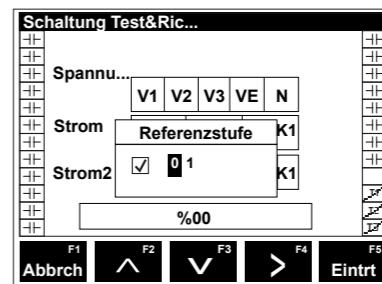 Schaltung Test&Ric...
Spannu...
V1 V2 V3 VE N
Strom K1
Referenzstufe
0 1
Strom2 K1
%00
F1 F2 F3 F4 F5
Abbrch Eintrt